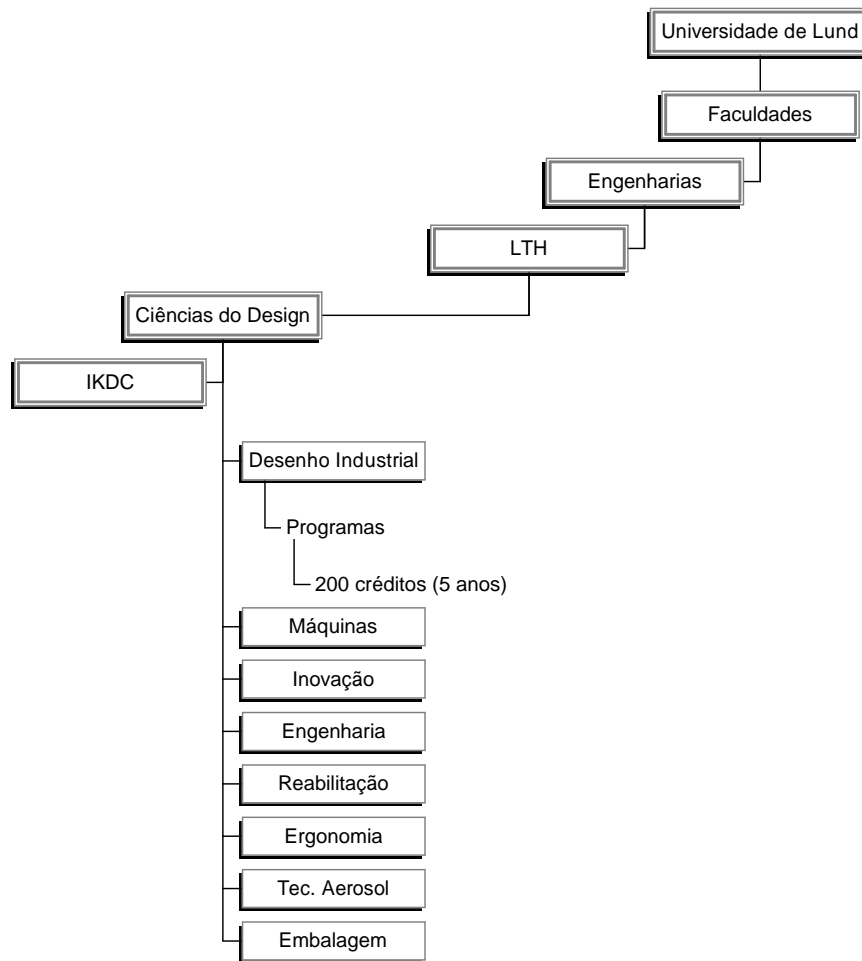 Universidade de Lund
Faculdades
Engenharias
LTH
Ciências do Design
IKDC
Desenho Industrial
Programas
200 créditos (5 anos)
Máquinas
Inovação
Engenharia
Reabilitação
Ergonomia
Tec. Aerosol
Embalagem